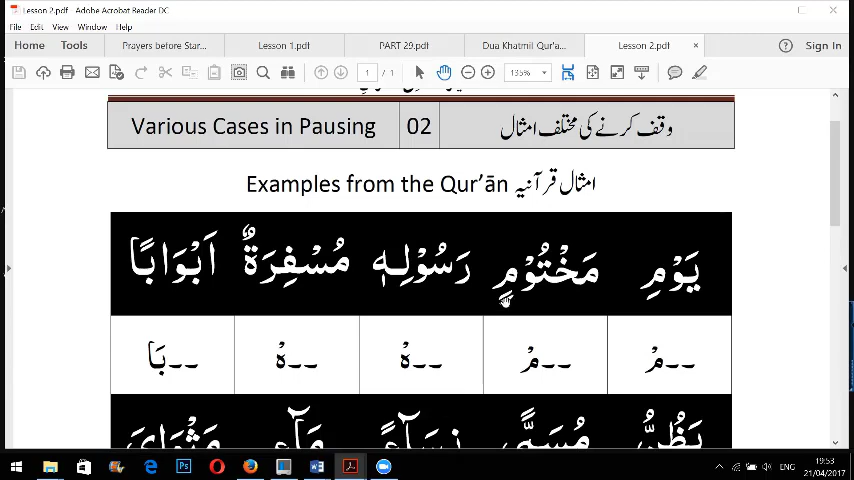 Lesson 2.pdf - Adobe Acrobat Reader DC
File Edit View Window Help
Home Tools Prayers before Star... Lesson 1.pdf PART 29.pdf Dua Khatmil Qur'a... Lesson 2.pdf × Sign In
1 / 1 135%
Various Cases in Pausing 02 وقف کرنے کی مختلف امثال
Examples from the Qur'ān امثال قرآنیہ
يَوْمِ مَخْتُوْمٍ رَسُوْلِهٖ مُسْفِرَةٌ اَبْوَابًا
--مْ --مْ --هْ --هْ --بَا
يَظُنُّ مُسَمًّى نِسَآءً مَآءٍ مَثْوَايَ
ENG 19:53
21/04/2017